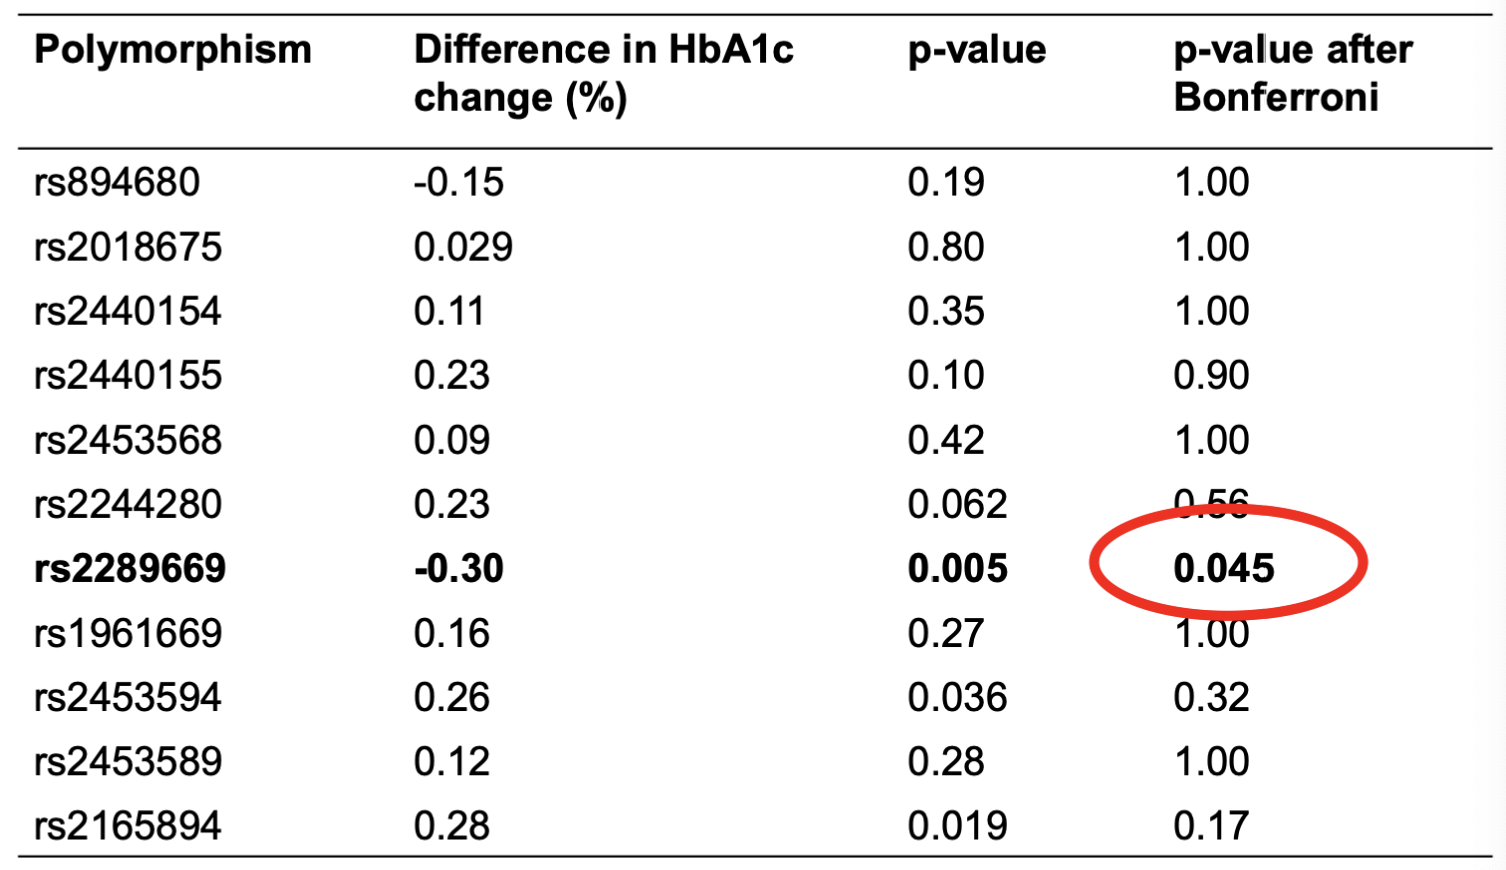 Polymorphism Difference in HbA1c change (%) p-value p-value after Bonferroni
rs894680 -0.15 0.19 1.00
rs2018675 0.029 0.80 1.00
rs2440154 0.11 0.35 1.00
rs2440155 0.23 0.10 0.90
rs2453568 0.09 0.42 1.00
rs2244280 0.23 0.062 0.56
rs2289669 -0.30 0.005 0.045
rs1961669 0.16 0.27 1.00
rs2453594 0.26 0.036 0.32
rs2453589 0.12 0.28 1.00
rs2165894 0.28 0.019 0.17